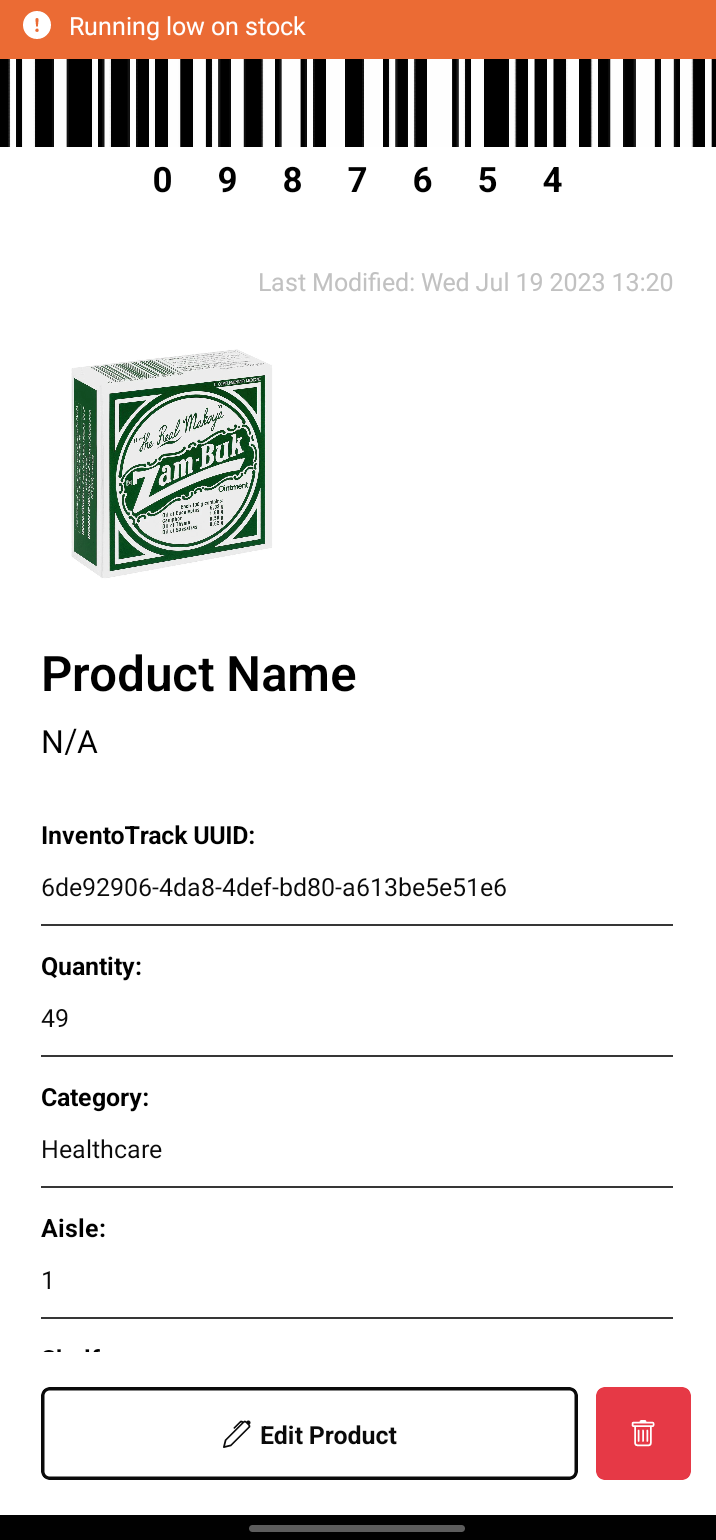 Running low on stock
0 9 8 7 6 5 4
Last Modified: Wed Jul 19 2023 13:20
"The Real Makoya"
Zam-Buk
Ointment
Product Name
N/A
InventoTrack UUID:
6de92906-4da8-4def-bd80-a613be5e51e6
Quantity:
49
Category:
Healthcare
Aisle:
1
Edit Product